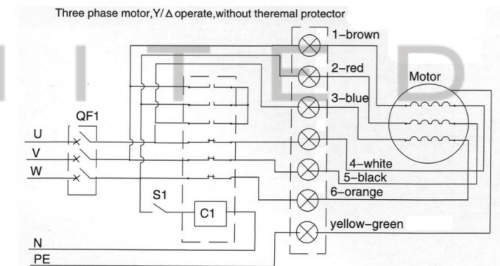 Three phase motor,Y/Δ operate,without theremal protector
1-brown
2-red
Motor
3-blue
QF1
U
V
W
4-white
5-black
6-orange
S1
C1
yellow-green
N
PE
I T E D